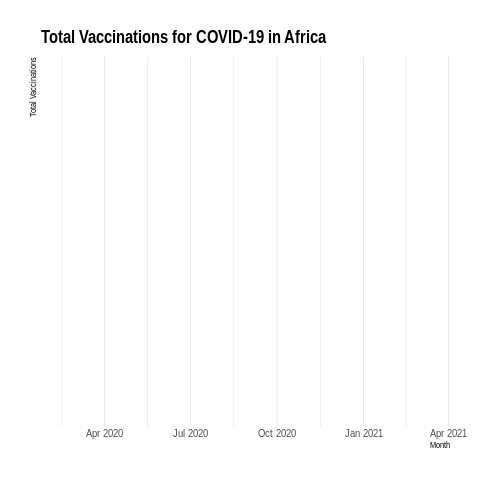 Total Vaccinations for COVID-19 in Africa
Total Vaccinations
Apr 2020
Jul 2020
Oct 2020
Jan 2021
Apr 2021
Month